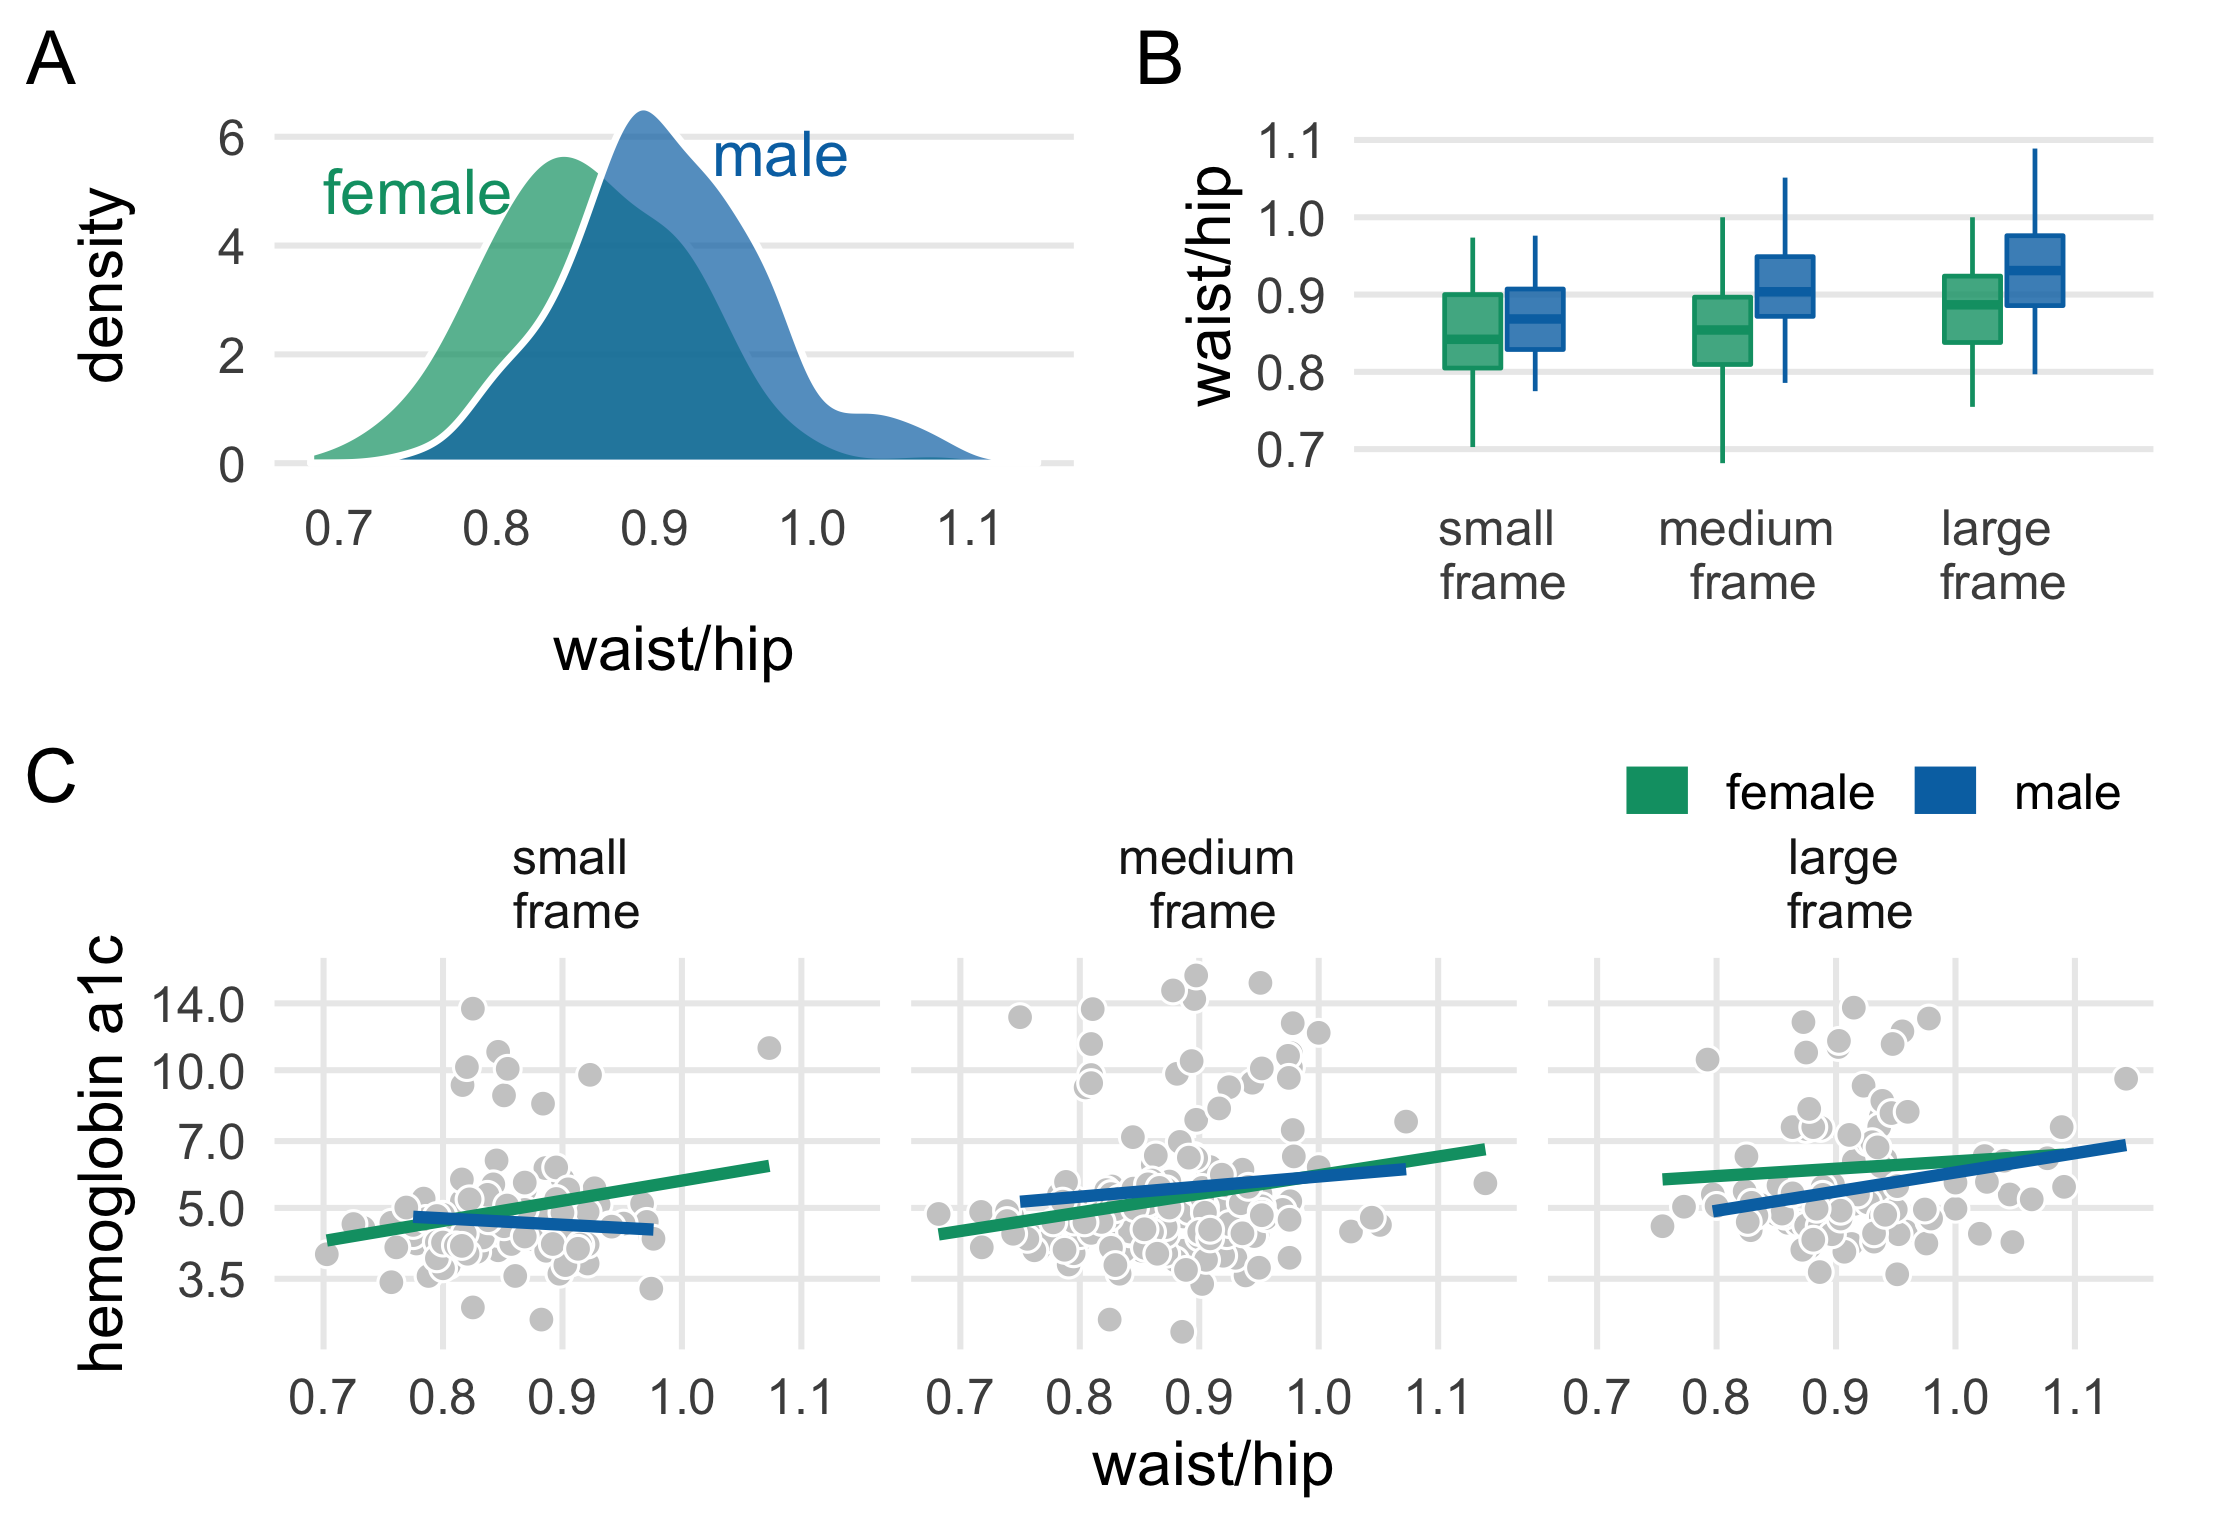 A
density
6
4
2
0
female
male
0.7 0.8 0.9 1.0 1.1
waist/hip
B
waist/hip
1.1
1.0
0.9
0.8
0.7
small
frame
medium
frame
large
frame
C
female male
small
frame
medium
frame
large
frame
hemoglobin a1c
14.0
10.0
7.0
5.0
3.5
0.7 0.8 0.9 1.0 1.1
0.7 0.8 0.9 1.0 1.1
0.7 0.8 0.9 1.0 1.1
waist/hip